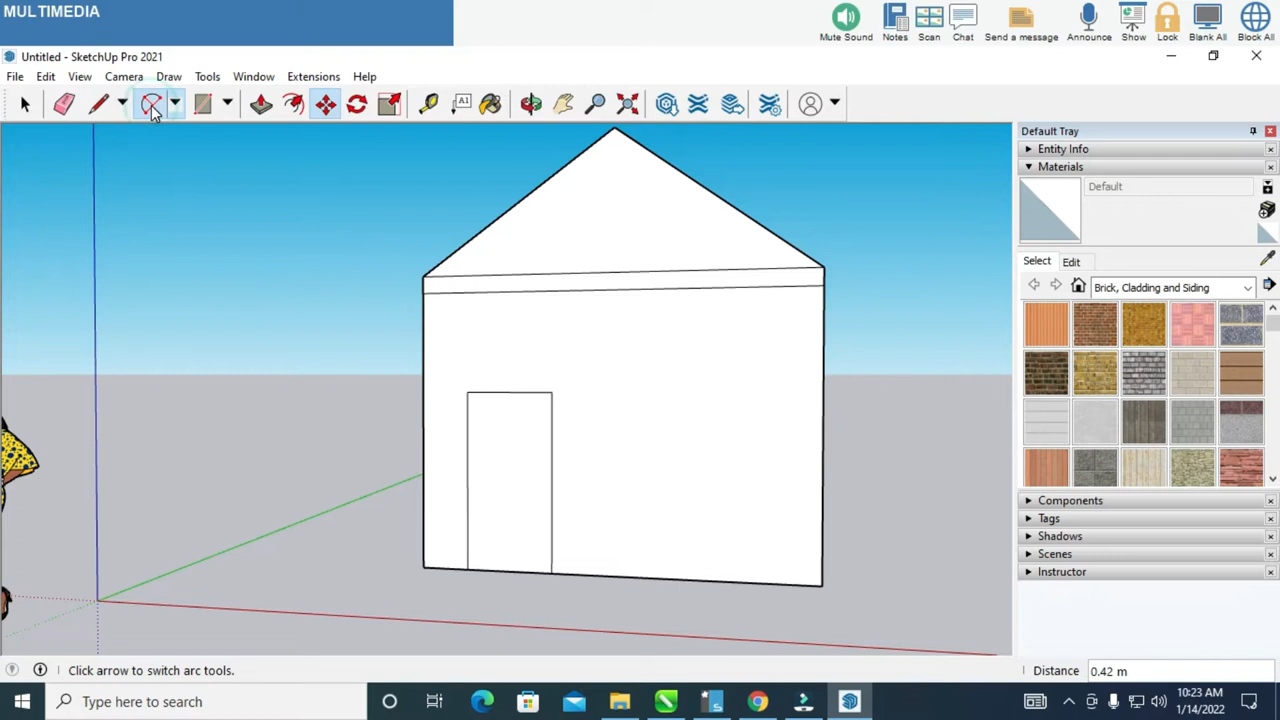 MULTIMEDIA
Mute Sound
Notes
Scan
Chat
Send a message
Announce
Show
Lock
Blank All
Block All
Untitled - SketchUp Pro 2021
File Edit View Camera Draw Tools Window Extensions Help
A1
Default Tray
Entity Info
Materials
Default
Select Edit
Brick, Cladding and Siding
Components
Tags
Shadows
Scenes
Instructor
Click arrow to switch arc tools.
Distance 0.42 m
Type here to search
10:23 AM
1/14/2022